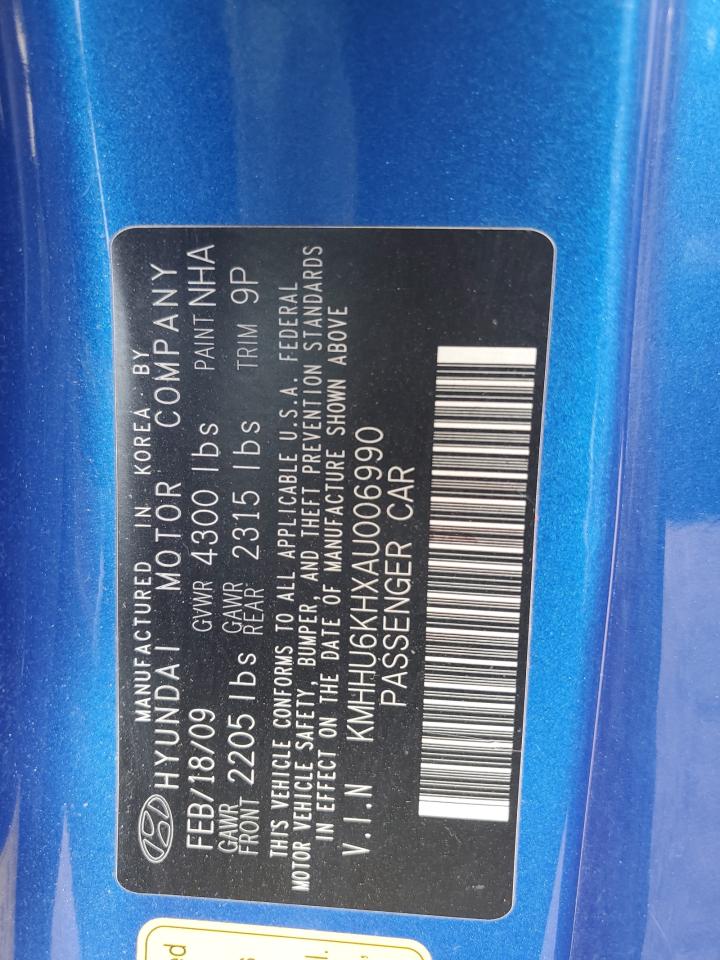 MANUFACTURED IN KOREA BY
HYUNDAI MOTOR COMPANY
FEB/18/09 GVWR 4300 lbs PAINT NHA
GAWR FRONT 2205 lbs GAWR REAR 2315 lbs TRIM 9P
THIS VEHICLE CONFORMS TO ALL APPLICABLE U.S.A. FEDERAL
MOTOR VEHICLE SAFETY, BUMPER, AND THEFT PREVENTION STANDARDS
IN EFFECT ON THE DATE OF MANUFACTURE SHOWN ABOVE
V.I.N KMHHU6KHXAU006990
PASSENGER CAR